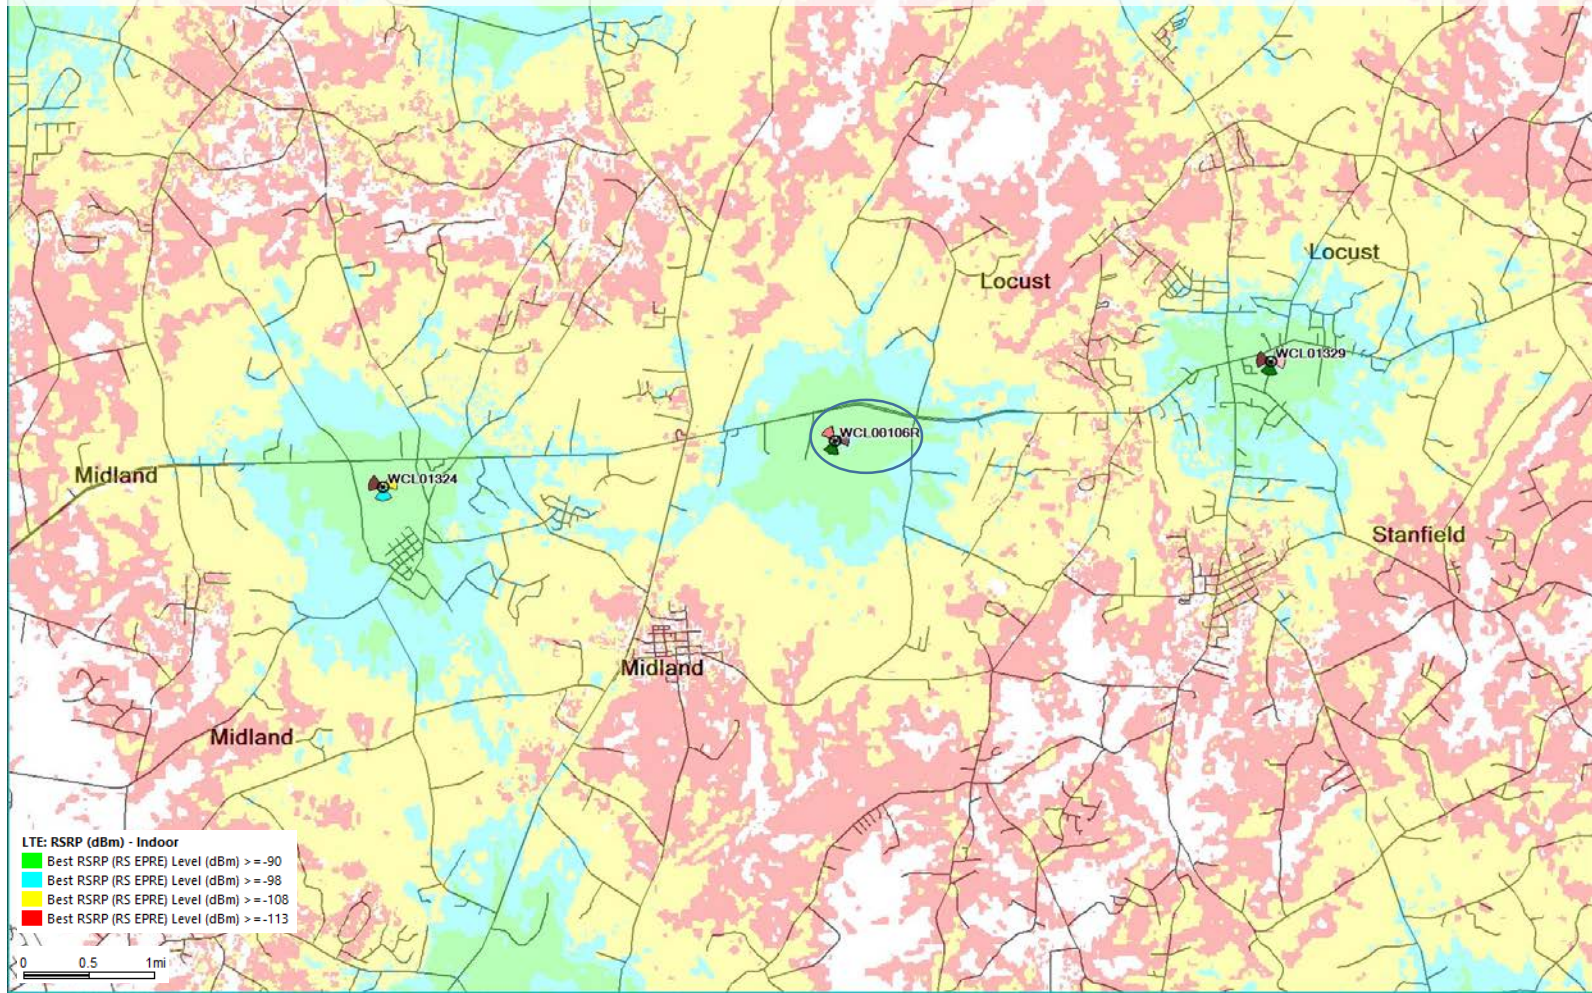 Locust
Locust
WCL01329
WCL00106R
Midland
WCL01324
Stanfield
Midland
Midland
LTE: RSRP (dBm) - Indoor
Best RSRP (RS EPRE) Level (dBm) >=-90
Best RSRP (RS EPRE) Level (dBm) >=-98
Best RSRP (RS EPRE) Level (dBm) >=-108
Best RSRP (RS EPRE) Level (dBm) >=-113
0 0.5 1mi